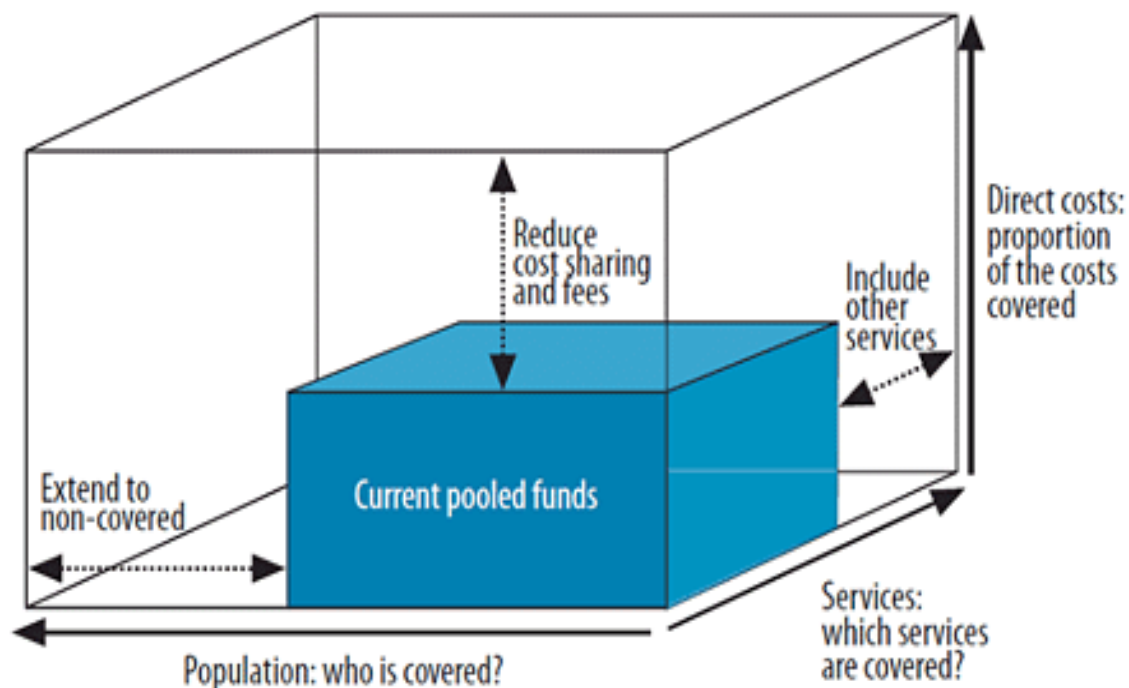 Direct costs:
proportion
of the costs
covered
Reduce
cost sharing
and fees
Include
other
services
Extend to
non-covered
Current pooled funds
Services:
which services
are covered?
Population: who is covered?